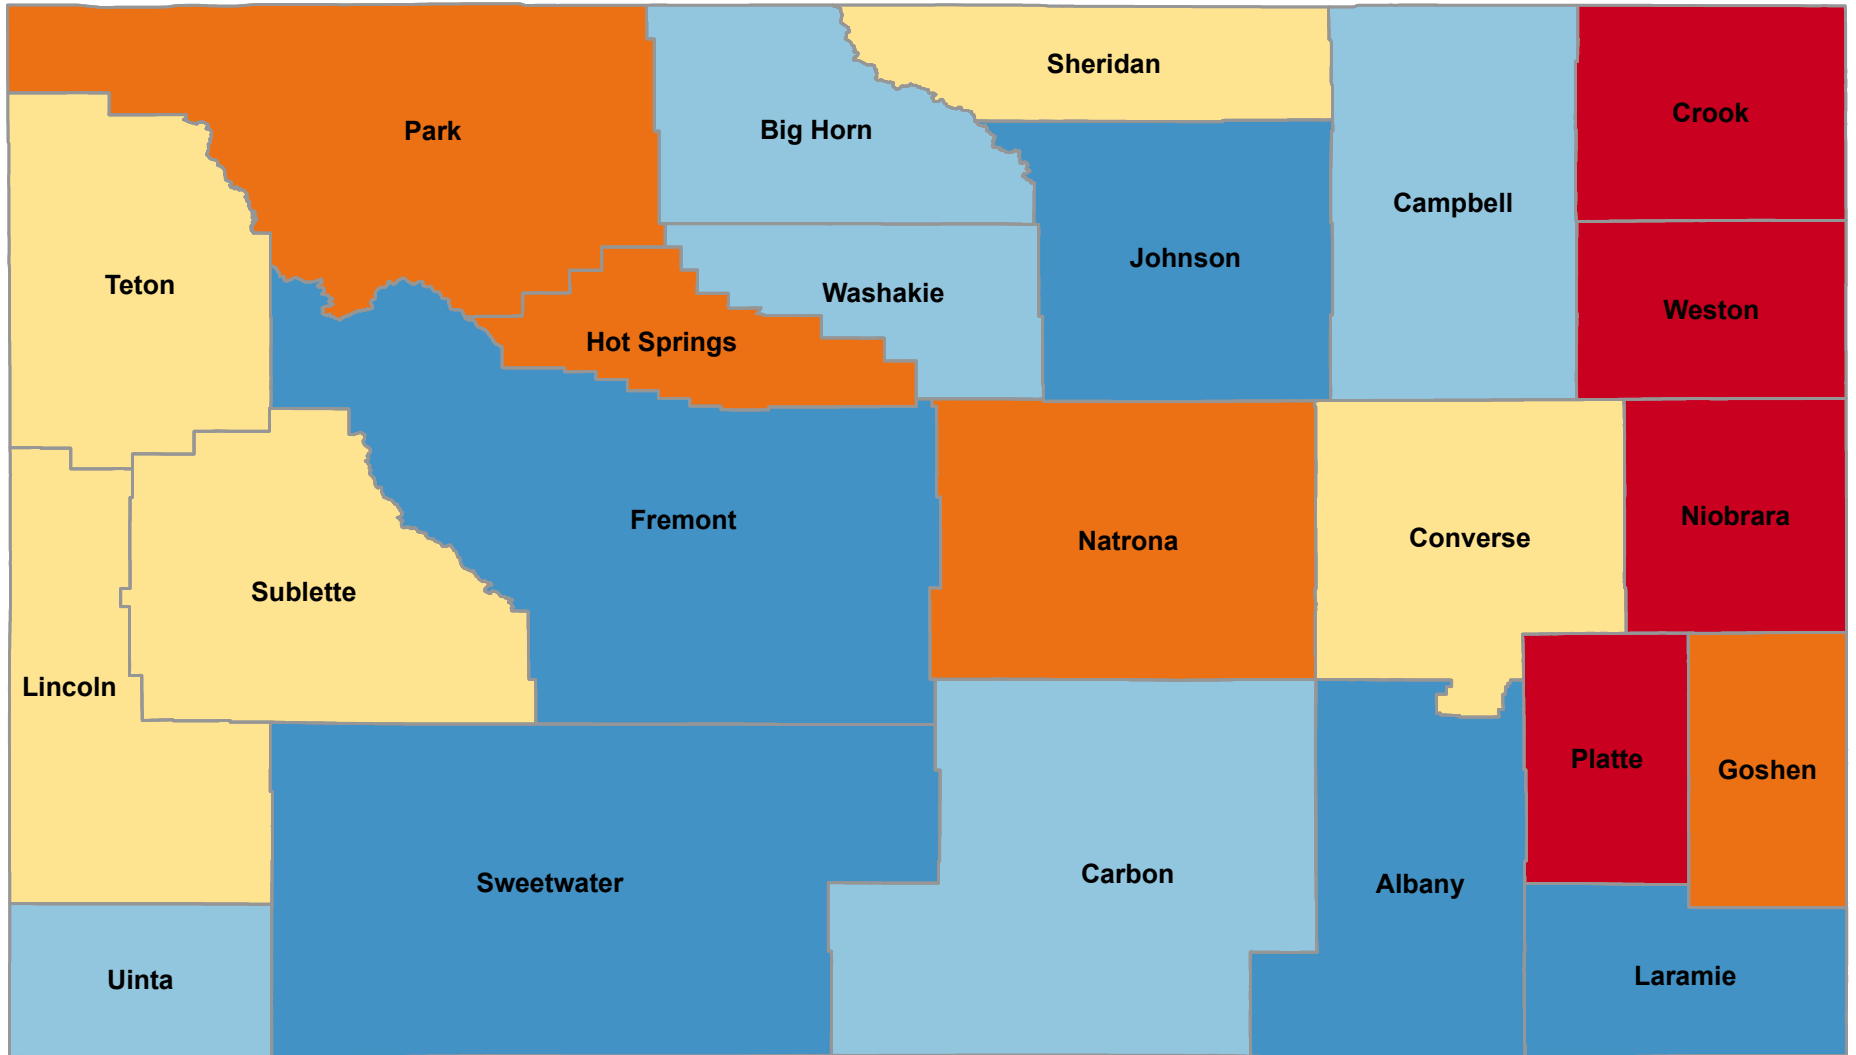 Sheridan
Crook
Park
Big Horn
Campbell
Johnson
Teton
Washakie
Weston
Hot Springs
Niobrara
Fremont
Converse
Natrona
Sublette
Lincoln
Platte
Goshen
Carbon
Sweetwater
Albany
Laramie
Uinta